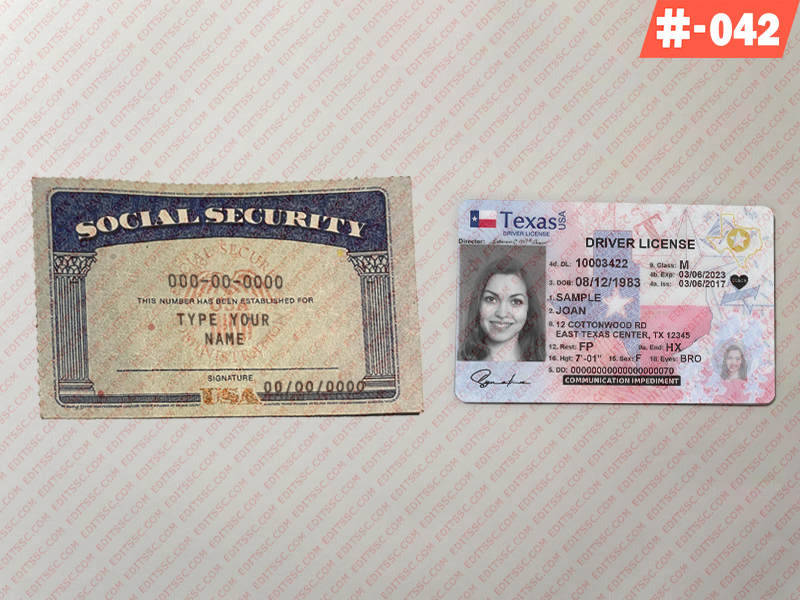 #-042
SOCIAL SECURITY
000-00-0000
THIS NUMBER HAS BEEN ESTABLISHED FOR
TYPE YOUR
NAME
SIGNATURE
00/00/0000
USA
Texas USA
DRIVER LICENSE
Director:
DRIVER LICENSE
4d. DL: 10003422
9. Class: M
4b. Exp: 03/06/2023
3. DOB: 08/12/1983
4a. Iss: 03/06/2017
1. SAMPLE
2. JOAN
8. 12 COTTONWOOD RD
EAST TEXAS CENTER, TX 12345
12. Rest: FP
9a. End: HX
16. Hgt: 7'-01" 15. Sex: F 18. Eyes: BRO
5. DD: 00000000000000000070
COMMUNICATION IMPEDIMENT
EDITSSC.COM